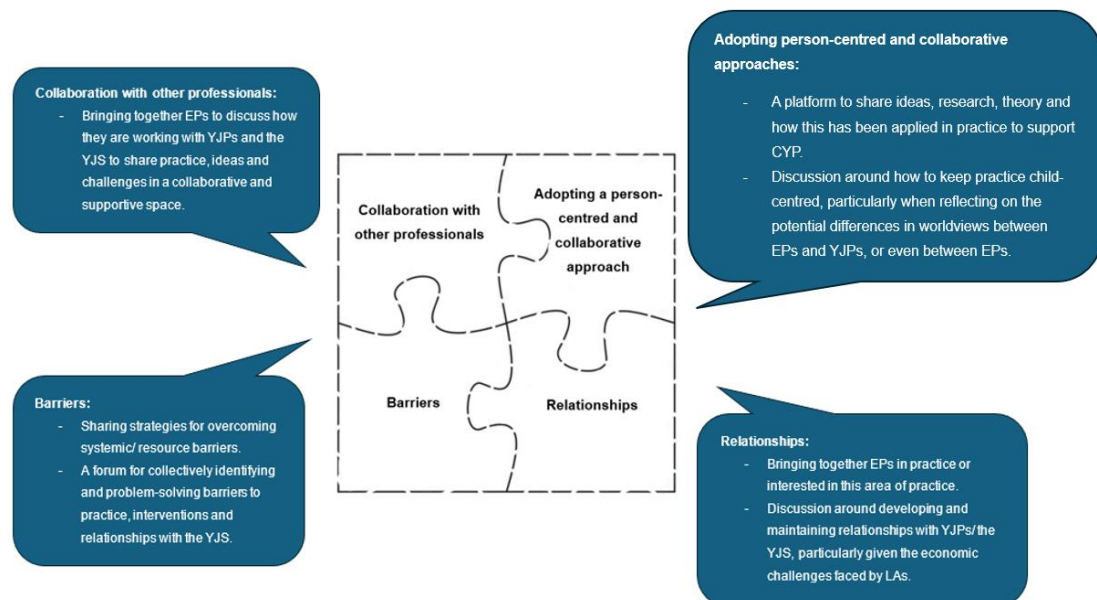 Collaboration with other professionals:
- Bringing together EPs to discuss how
they are working with YJPs and the
YJS to share practice, ideas and
challenges in a collaborative and
supportive space.
Adopting person-centred and collaborative
approaches:
- A platform to share ideas, research, theory and
how this has been applied in practice to support
CYP.
- Discussion around how to keep practice child-
centred, particularly when reflecting on the
potential differences in worldviews between
EPs and YJPs, or even between EPs.
Collaboration with
other professionals
Adopting a person-
centred and
collaborative
approach
Barriers
Relationships
Barriers:
- Sharing strategies for overcoming
systemic/ resource barriers.
- A forum for collectively identifying
and problem-solving barriers to
practice, interventions and
relationships with the YJS.
Relationships:
- Bringing together EPs in practice or
interested in this area of practice.
- Discussion around developing and
maintaining relationships with YJPs/ the
YJS, particularly given the economic
challenges faced by LAs.